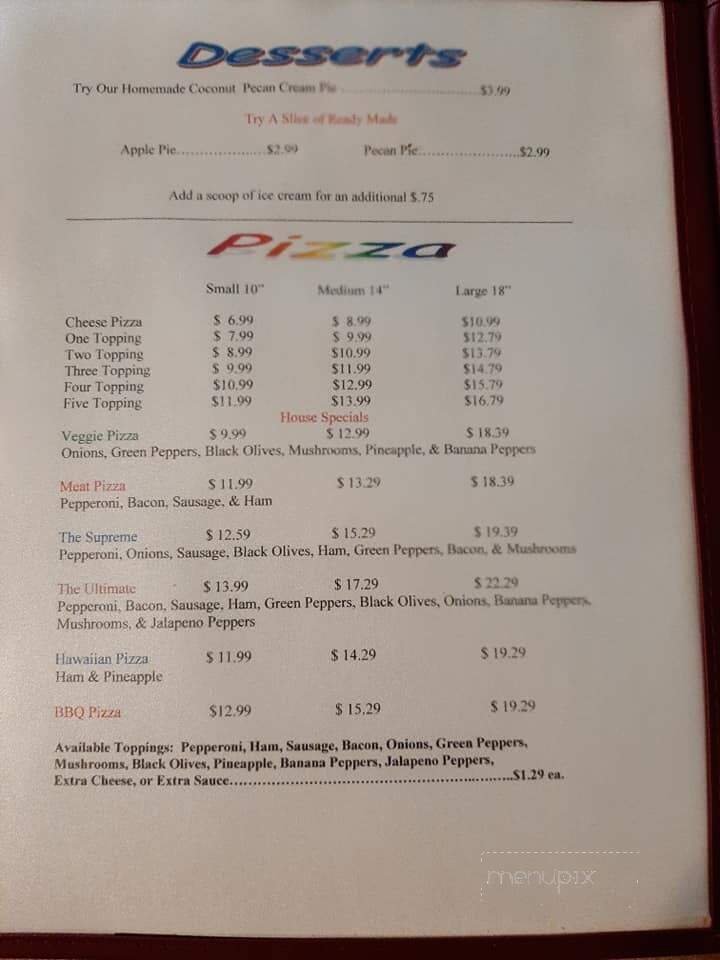 Desserts
Try Our Homemade Coconut Pecan Cream Pie ........................................$3.99
Try A Slice of Ready Made
Apple Pie.....................$2.99 Pecan Pie........................$2.99
Add a scoop of ice cream for an additional $.75
Pizza
Small 10" Medium 14" Large 18"
Cheese Pizza $ 6.99 $ 8.99 $10.99
One Topping $ 7.99 $ 9.99 $12.79
Two Topping $ 8.99 $10.99 $13.79
Three Topping $ 9.99 $11.99 $14.79
Four Topping $10.99 $12.99 $15.79
Five Topping $11.99 $13.99 $16.79
House Specials
Veggie Pizza $ 9.99 $ 12.99 $ 18.39
Onions, Green Peppers, Black Olives, Mushrooms, Pineapple, & Banana Peppers
Meat Pizza $ 11.99 $ 13.29 $ 18.39
Pepperoni, Bacon, Sausage, & Ham
The Supreme $ 12.59 $ 15.29 $ 19.39
Pepperoni, Onions, Sausage, Black Olives, Ham, Green Peppers, Bacon, & Mushrooms
The Ultimate $ 13.99 $ 17.29 $ 22.29
Pepperoni, Bacon, Sausage, Ham, Green Peppers, Black Olives, Onions, Banana Peppers,
Mushrooms, & Jalapeno Peppers
Hawaiian Pizza $ 11.99 $ 14.29 $ 19.29
Ham & Pineapple
BBQ Pizza $12.99 $ 15.29 $ 19.29
Available Toppings: Pepperoni, Ham, Sausage, Bacon, Onions, Green Peppers,
Mushrooms, Black Olives, Pineapple, Banana Peppers, Jalapeno Peppers,
Extra Cheese, or Extra Sauce......................................................$1.29 ea.
menupix